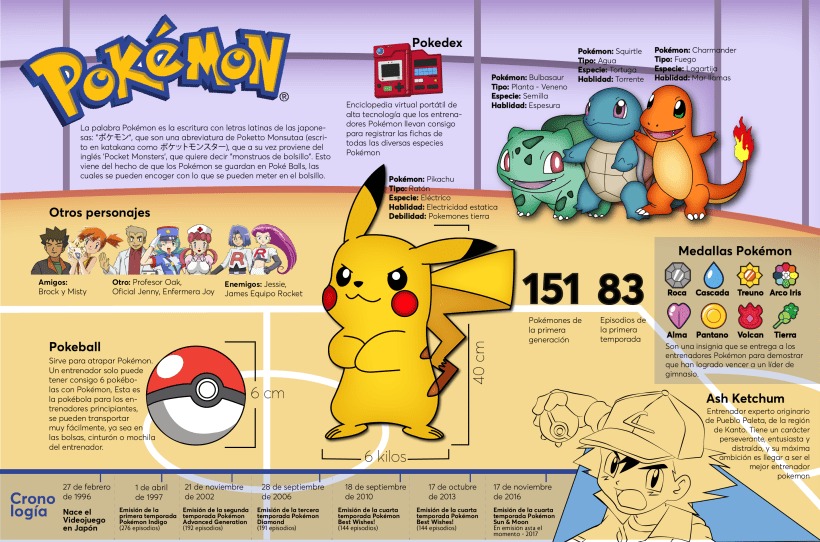 POKÉMON
®
La palabra Pokémon es la escritura con letras latinas de las japone-
sas: "ポケモン", que son una abreviatura de Poketto Monsutaa (escri-
to en katakana como ポケットモンスター), que a su vez proviene del
inglés 'Pocket Monsters', que quiere decir "monstruos de bolsillo". Esto
viene del hecho de que los Pokémon se guardan en Poké Balls, las
cuales se pueden encoger con lo que se pueden meter en el bolsillo.
Pokedex
Enciclopedia virtual portátil de
alta tecnología que los entrena-
dores Pokémon llevan consigo
para registrar las fichas de
todas las diversas especies
Pokémon
Pokémon: Bulbasaur
Tipo: Planta - Veneno
Especie: Semilla
Habilidad: Espesura
Pokémon: Squirtle
Tipo: Agua
Especie: Tortuga
Habilidad: Torrente
Pokémon: Charmander
Tipo: Fuego
Especie: Lagartija
Hablidad: Mar llamas
Pokémon: Pikachu
Tipo: Ratón
Especie: Eléctrico
Hablidad: Electricidad estatica
Debilidad: Pokemones tierra
Otros personajes
Amigos:
Brock y Misty
Otro: Profesor Oak,
Oficial Jenny, Enfermera Joy
Enemigos: Jessie,
James Equipo Rocket
151
Pokémones de
la primera
generación
83
Episodios de
la primera
temporada
Medallas Pokémon
Roca Cascada Treuno Arco Iris
Alma Pantano Volcan Tierra
Son una insignia que se entrega a los
entrenadores Pokémon para demostrar
que han logrado vencer a un líder de
gimnasio.
Pokeball
Sirve para atrapar Pokémon.
Un entrenador solo puede
tener consigo 6 pokébo-
las con Pokémon, Esta es
la pokébola para los en-
trenadores principiantes,
se pueden transportar
muy fácilmente, ya sea en
las bolsas, cinturón o mochila
del entrenador.
6 cm
40 cm
6 kilos
Ash Ketchum
Entrenador experto originario
de Pueblo Paleta, de la región
de Kanto. Tiene un carácter
perseverante, entusiasta y
distraído, y su máxima
ambición es llegar a ser el
mejor entrenador
pokemon
Crono
logía
27 de febrero
de 1996
Nace el
Videojuego
en Japón
1 de abril
de 1997
Emisión de la
primera temporada
Pokémon Indigo
(276 episodios)
21 de noviembre
de 2002
Emisión de la segunda
temporada Pokémon
Advanced Generation
(192 episodios)
28 de septiembre
de 2006
Emisión de la tercera
temporada Pokémon
Diamond
(191 episodios)
18 de septiembre
de 2010
Emisión de la cuarta
temporada Pokémon
Best Wishes!
(144 episodios)
17 de octubre
de 2013
Emisión de la cuarta
temporada Pokémon
Best Wishes!
(144 episodios)
17 de noviembre
de 2016
Emisión de la cuarta
temporada Pokémon
Sun & Moon
En emisión asta el
momento - 2017